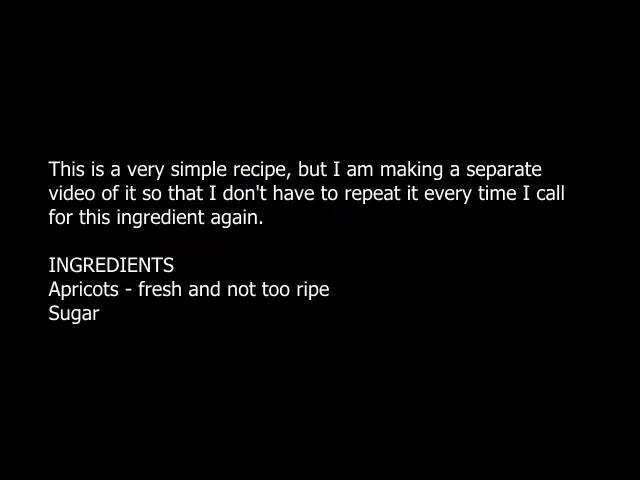 This is a very simple recipe, but I am making a separate
video of it so that I don't have to repeat it every time I call
for this ingredient again.
INGREDIENTS
Apricots - fresh and not too ripe
Sugar